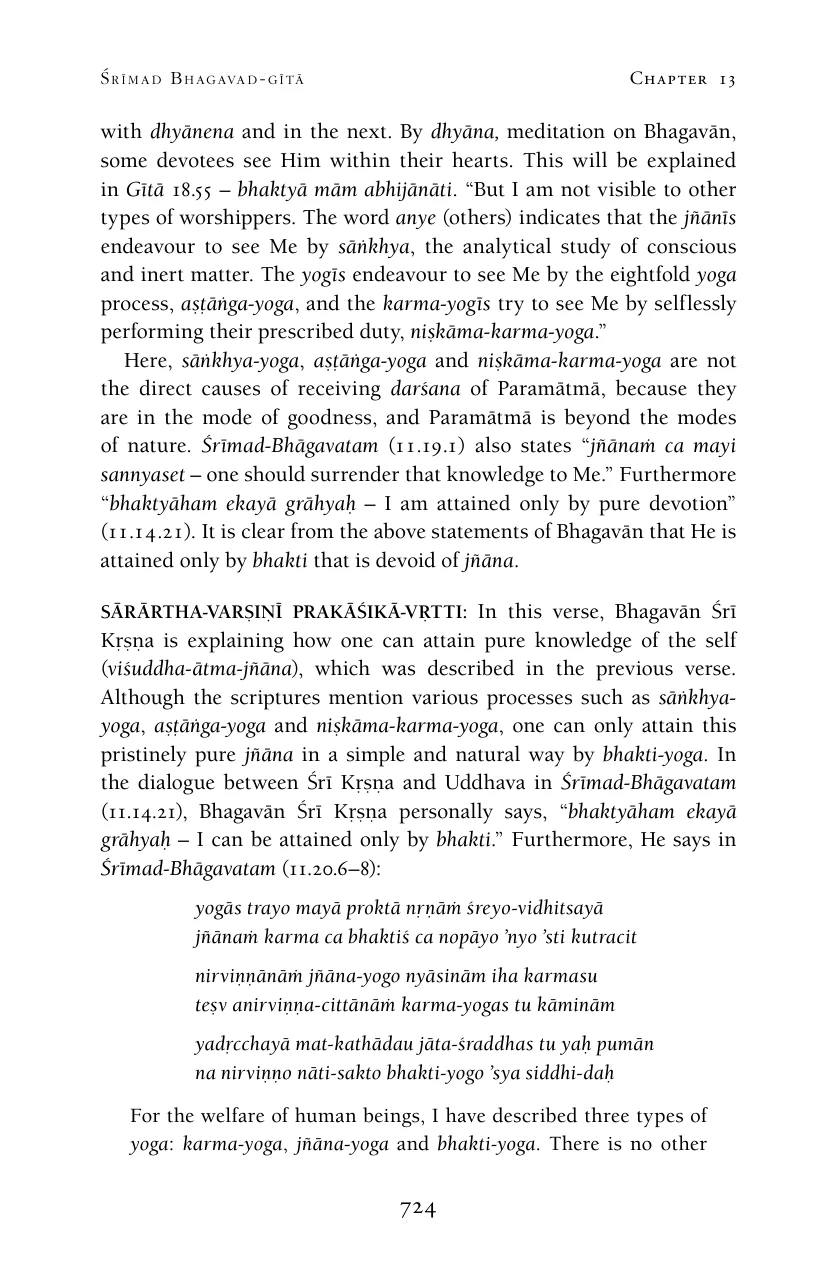 Śrīmad Bhagavad-gītā Chapter 13
with dhyānena and in the next. By dhyāna, meditation on Bhagavān,
some devotees see Him within their hearts. This will be explained
in Gītā 18.55 – bhaktyā mām abhijānāti. “But I am not visible to other
types of worshippers. The word anye (others) indicates that the jñānīs
endeavour to see Me by sāṅkhya, the analytical study of conscious
and inert matter. The yogīs endeavour to see Me by the eightfold yoga
process, aṣṭāṅga-yoga, and the karma-yogīs try to see Me by selflessly
performing their prescribed duty, niṣkāma-karma-yoga.”
Here, sāṅkhya-yoga, aṣṭāṅga-yoga and niṣkāma-karma-yoga are not
the direct causes of receiving darśana of Paramātmā, because they
are in the mode of goodness, and Paramātmā is beyond the modes
of nature. Śrīmad-Bhāgavatam (11.19.1) also states “jñānaṁ ca mayi
sannyaset – one should surrender that knowledge to Me.” Furthermore
“bhaktyāham ekayā grāhyaḥ – I am attained only by pure devotion”
(11.14.21). It is clear from the above statements of Bhagavān that He is
attained only by bhakti that is devoid of jñāna.
SĀRĀRTHA-VARṢIṆĪ PRAKĀŚIKĀ-VṚTTI: In this verse, Bhagavān Śrī
Kṛṣṇa is explaining how one can attain pure knowledge of the self
(viśuddha-ātma-jñāna), which was described in the previous verse.
Although the scriptures mention various processes such as sāṅkhya-
yoga, aṣṭāṅga-yoga and niṣkāma-karma-yoga, one can only attain this
pristinely pure jñāna in a simple and natural way by bhakti-yoga. In
the dialogue between Śrī Kṛṣṇa and Uddhava in Śrīmad-Bhāgavatam
(11.14.21), Bhagavān Śrī Kṛṣṇa personally says, “bhaktyāham ekayā
grāhyaḥ – I can be attained only by bhakti.” Furthermore, He says in
Śrīmad-Bhāgavatam (11.20.6–8):
yogās trayo mayā proktā nṛṇāṁ śreyo-vidhitsayā
jñānaṁ karma ca bhaktiś ca nopāyo ’nyo ’sti kutracit
nirviṇṇānāṁ jñāna-yogo nyāsinām iha karmasu
teṣv anirviṇṇa-cittānāṁ karma-yogas tu kāminām
yadṛcchayā mat-kathādau jāta-śraddhas tu yaḥ pumān
na nirviṇṇo nāti-sakto bhakti-yogo ’sya siddhi-daḥ
For the welfare of human beings, I have described three types of
yoga: karma-yoga, jñāna-yoga and bhakti-yoga. There is no other
724